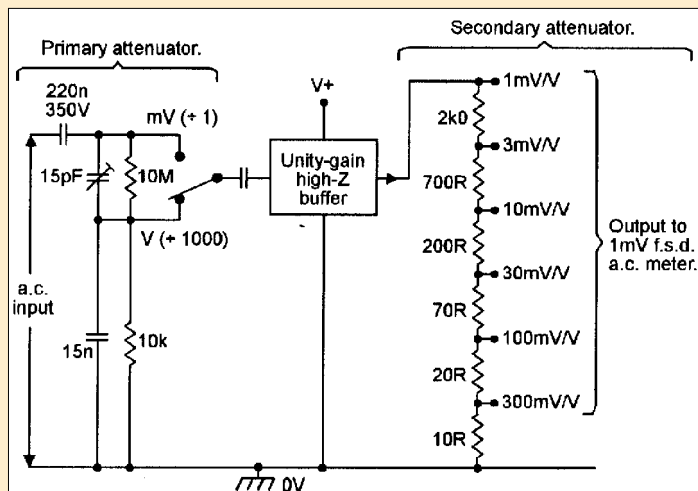 Primary attenuator.
Secondary attenuator.
220n
350V
mV (÷ 1)
V+
1mV/V
2k0
3mV/V
15pF
10M
Unity-gain
high-Z
buffer
700R
10mV/V
V (÷ 1000)
200R
Output to
1mV f.s.d.
a.c. meter.
30mV/V
a.c.
input
70R
100mV/V
15n
10k
20R
300mV/V
10R
0V